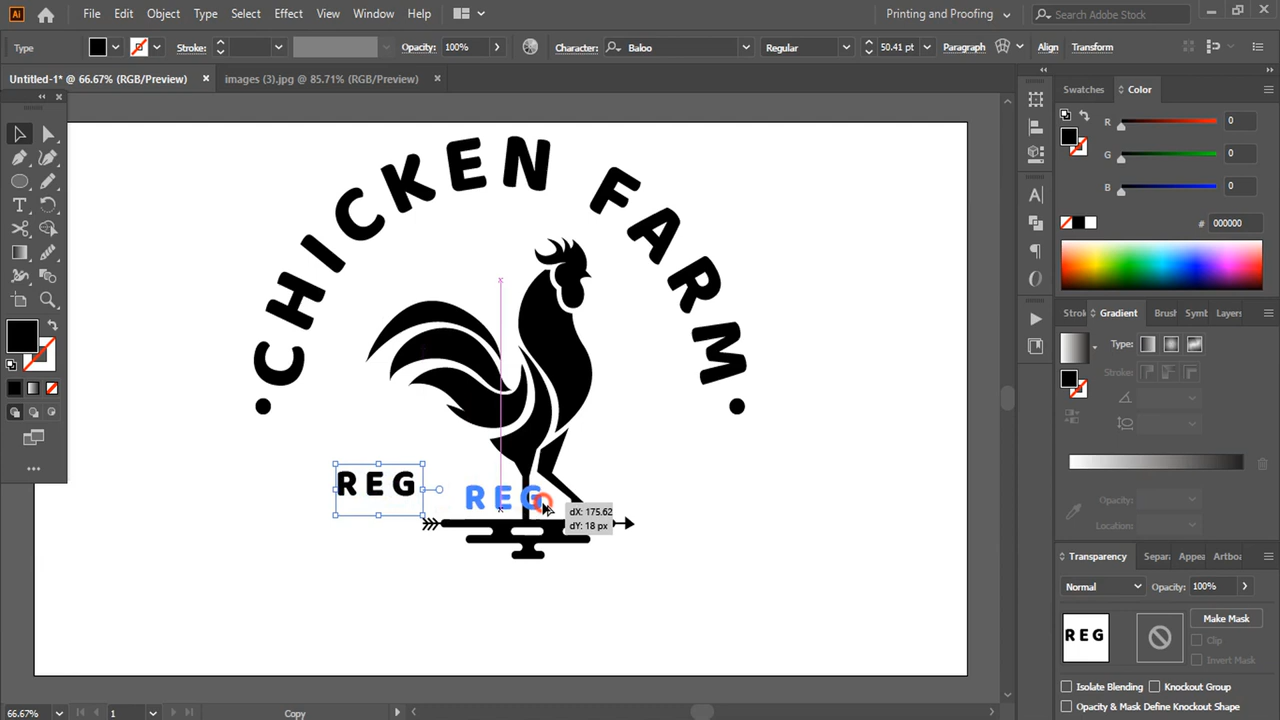 Ai File Edit Object Type Select Effect View Window Help Printing and Proofing Search Adobe Stock
Type Stroke: Opacity: 100% Character: Baloo Regular 50.41 pt Paragraph Align Transform
Untitled-1* @ 66.67% (RGB/Preview) × images (3).jpg @ 85.71% (RGB/Preview) ×
Swatches Color
R 0
G 0
B 0
# 000000
CHICKEN FARM
REG
REG
dX: 175.62
dY: 18 px
Gradient Brush Symb Layers
Type:
Stroke:
Opacity:
Location:
Transparency Separ Appea Artboa
Normal Opacity: 100%
REG
Make Mask
Clip
Invert Mask
Isolate Blending Knockout Group
Opacity & Mask Define Knockout Shape
66.67% 1 Copy